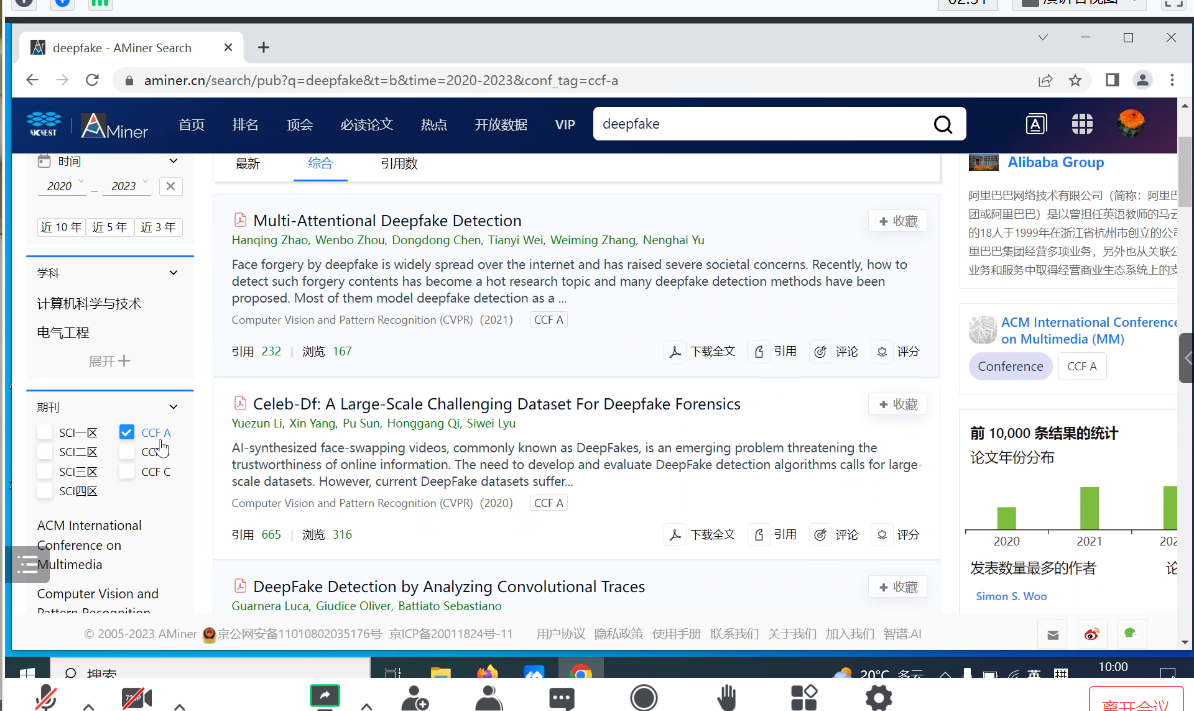 02:51
演讲者视图
deepfake - AMiner Search
aminer.cn/search/pub?q=deepfake&t=b&time=2020-2023&conf_tag=ccf-a
AMiner
首页 排名 顶会 必读论文 热点 开放数据 VIP
deepfake
时间
2020 - 2023
近 10 年 近 5 年 近 3 年
学科
计算机科学与技术
电气工程
展开
期刊
SCI一区 CCF A
SCI二区
SCI三区 CCF C
SCI四区
ACM International
Conference on
Multimedia
Computer Vision and
Pattern Recognition
最新 综合 引用数
Multi-Attentional Deepfake Detection
+ 收藏
Hanqing Zhao, Wenbo Zhou, Dongdong Chen, Tianyi Wei, Weiming Zhang, Nenghai Yu
Face forgery by deepfake is widely spread over the internet and has raised severe societal concerns. Recently, how to
detect such forgery contents has become a hot research topic and many deepfake detection methods have been
proposed. Most of them model deepfake detection as a ...
Computer Vision and Pattern Recognition (CVPR) (2021) CCF A
引用 232 | 浏览 167 下载全文 引用 评论 评分
Celeb-Df: A Large-Scale Challenging Dataset For Deepfake Forensics
+ 收藏
Yuezun Li, Xin Yang, Pu Sun, Honggang Qi, Siwei Lyu
AI-synthesized face-swapping videos, commonly known as DeepFakes, is an emerging problem threatening the
trustworthiness of online information. The need to develop and evaluate DeepFake detection algorithms calls for large-
scale datasets. However, current DeepFake datasets suffer...
Computer Vision and Pattern Recognition (CVPR) (2020) CCF A
引用 665 | 浏览 316 下载全文 引用 评论 评分
DeepFake Detection by Analyzing Convolutional Traces
+ 收藏
Guarnera Luca, Giudice Oliver, Battiato Sebastiano
Alibaba Group
阿里巴巴网络技术有限公司（简称：阿里巴
团或阿里巴巴）是以曾担任英语教师的马云
的18人于1999年在浙江省杭州市创立的公司
里巴巴集团经营多项业务，另外也从关联公
业务和服务中取得经营商业生态系统上的支
ACM International Conference
on Multimedia (MM)
Conference CCF A
前 10,000 条结果的统计
论文年份分布
2020 2021 202
发表数量最多的作者
Simon S. Woo
© 2005-2023 AMiner 京公网安备11010802035176号 京ICP备20011824号-11 用户协议 隐私政策 使用手册 联系我们 关于我们 加入我们 智谱.AI
搜索
20°C 多云
英
10:00
离开会议